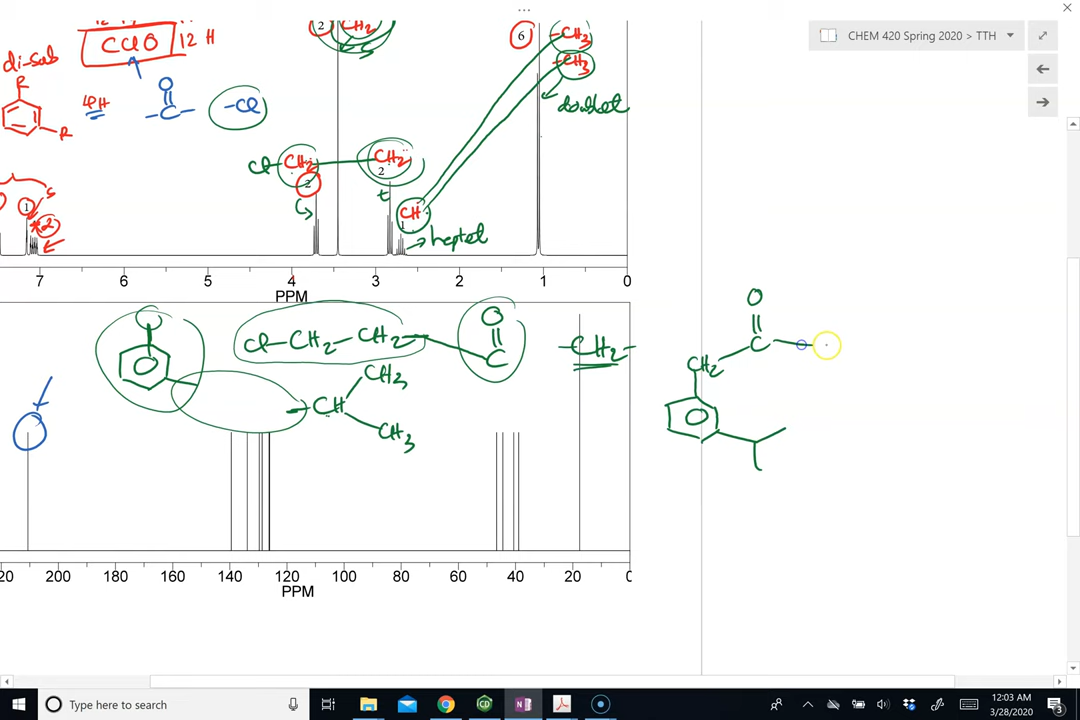 CHEM 420 Spring 2020 > TTH
12 H
6
-CH3
-CH3
doublet
di-sub
R
R
4H
O
-C-
-Cl
2
CH2
Cl-CH2
CH2
2
2
t
CH
heptet
1
2
7 6 5 4 3 2 1 0
PPM
Cl-CH2-CH2
O
C
-CH2-
CH3
-CH
CH3
O
C
CH2
200 180 160 140 120 100 80 60 40 20
PPM
Type here to search
12:03 AM
3/28/2020
3